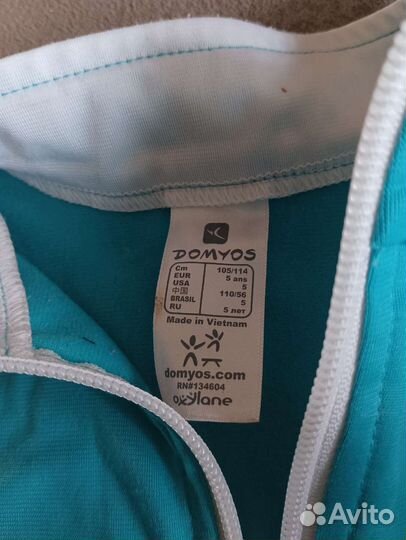 DOMYOS
Cm 105/114
EUR 5 ans
USA 5
中国 110/56
BRASIL 5
RU 5 лет
Made in Vietnam
domyos.com
RN#134604
oxylane
Avito